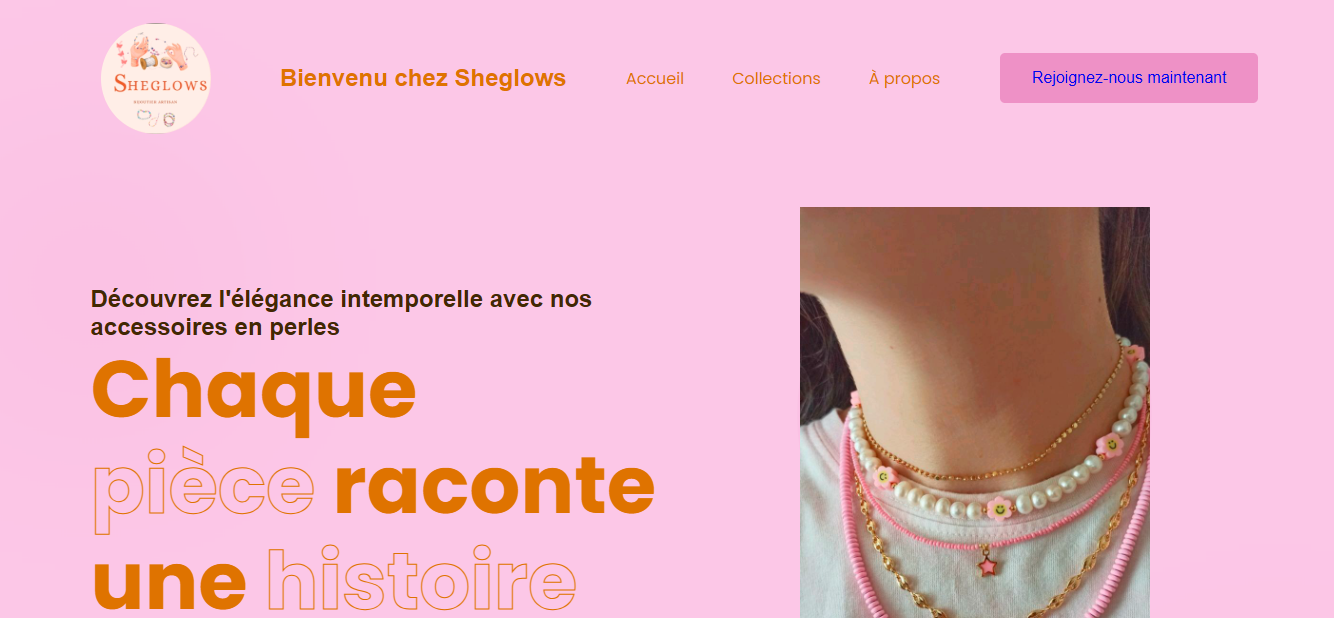 SHEGLOWS
Bienvenu chez Sheglows
Accueil
Collections
À propos
Rejoignez-nous maintenant
Découvrez l'élégance intemporelle avec nos
accessoires en perles
Chaque
pièce raconte
une histoire